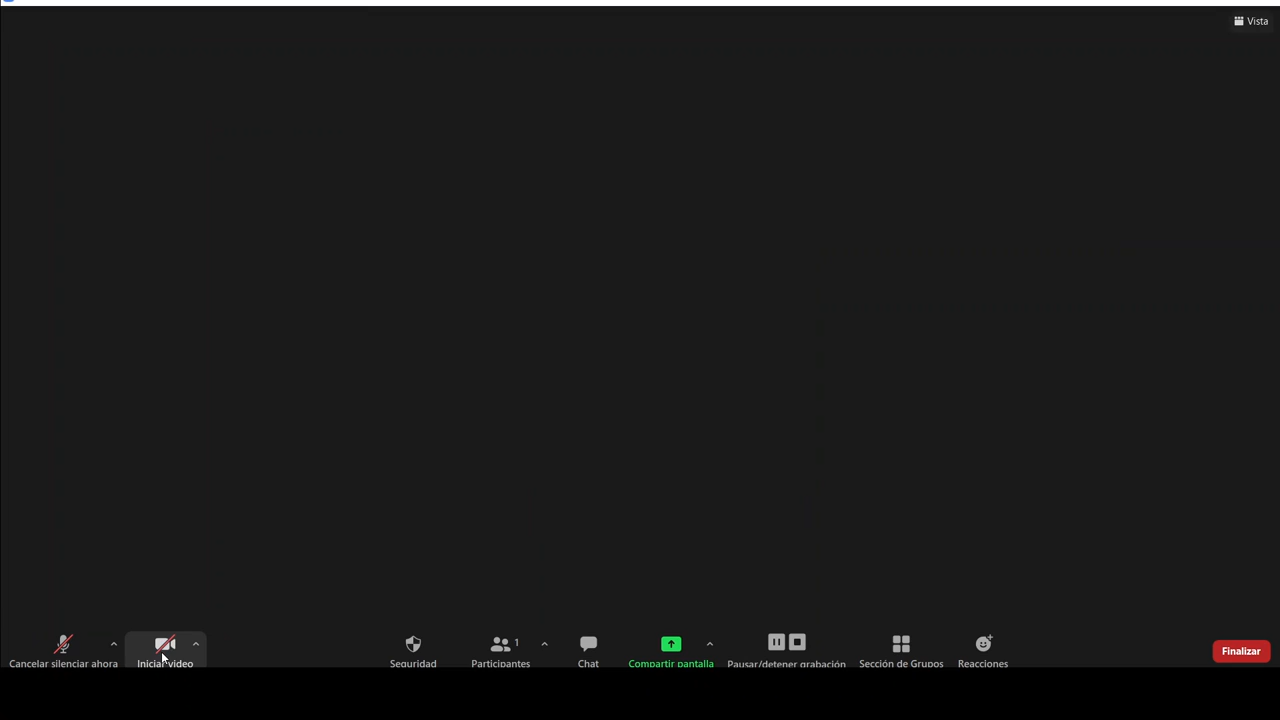 Vista
Cancelar silenciar ahora
Iniciar video
Seguridad
1
Participantes
Chat
Compartir pantalla
Pausar/detener grabación
Sección de Grupos
Reacciones
Finalizar